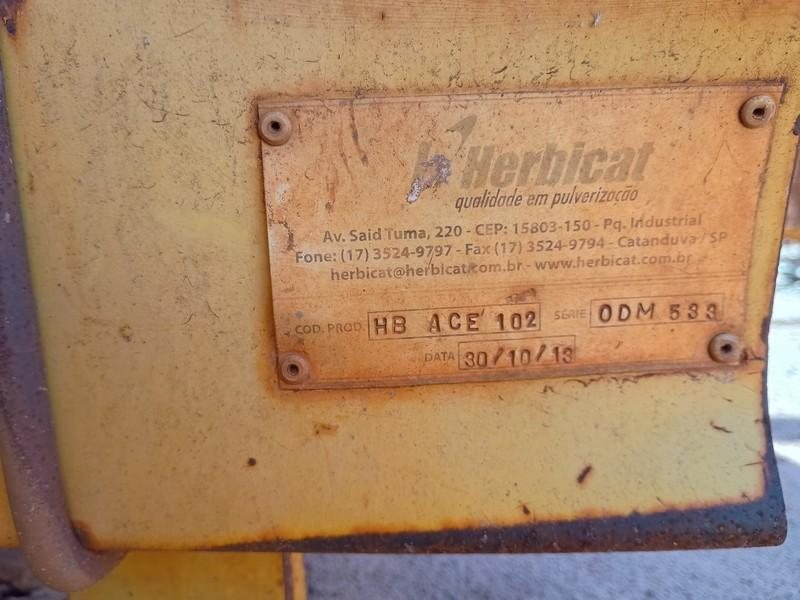 Herbicat
qualidade em pulverização
Av. Said Tuma, 220 - CEP: 15803-150 - Pq. Industrial
Fone: (17) 3524-9797 - Fax (17) 3524-9794 - Catanduva / SP
herbicat@herbicat.com.br - www.herbicat.com.br
COD. PROD. HB ACE 102 SÉRIE ODM 533
DATA 30/10/13